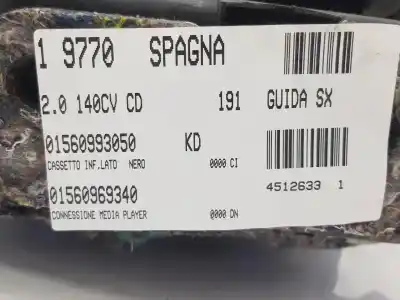 1 9770 SPAGNA
2.0 140CV CD 191 GUIDA SX
01560993050 KD
CASSETTO INF.LATO NERO 0000 CI
01560969340 4512633 1
CONNESSIONE MEDIA PLAYER 0000 DN